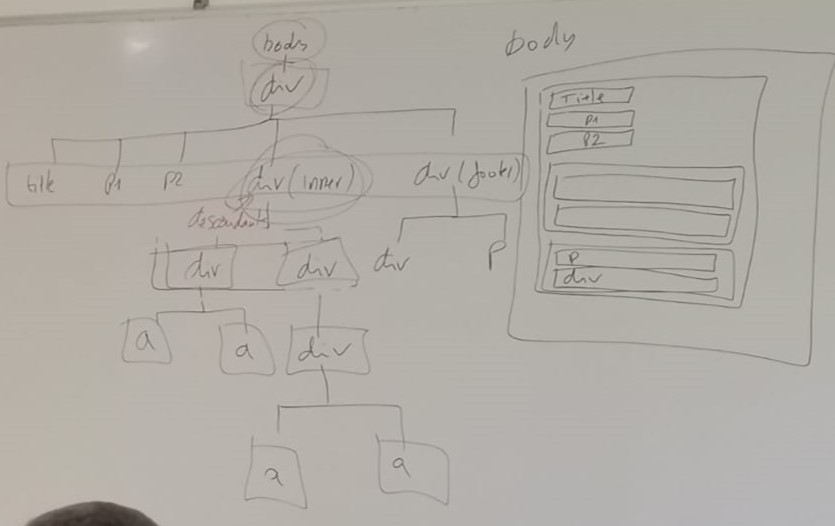 body
div
title p1 p2 div (inner) div (footer)
descendants
div div div p
a a div
a a
body
Title
p1
p2
p
div